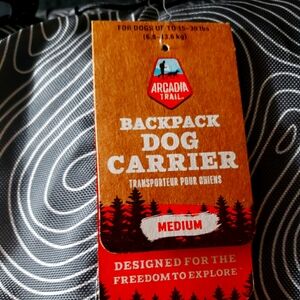 FOR DOGS UP TO 15-30 lbs
ARCADIA
TRAIL
BACKPACK
DOG
CARRIER
TRANSPORTEUR POUR CHIENS
MEDIUM
DESIGNED FOR THE
FREEDOM TO EXPLORE